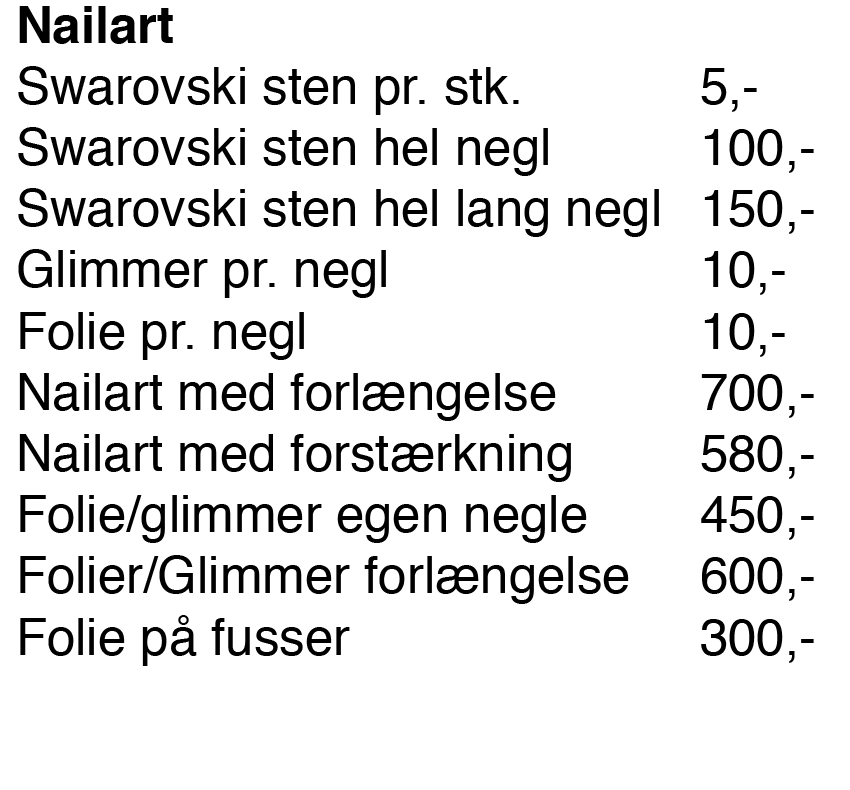 Nailart
Swarovski sten pr. stk. 5,-
Swarovski sten hel negl 100,-
Swarovski sten hel lang negl 150,-
Glimmer pr. negl 10,-
Folie pr. negl 10,-
Nailart med forlængelse 700,-
Nailart med forstærkning 580,-
Folie/glimmer egen negle 450,-
Folier/Glimmer forlængelse 600,-
Folie på fusser 300,-